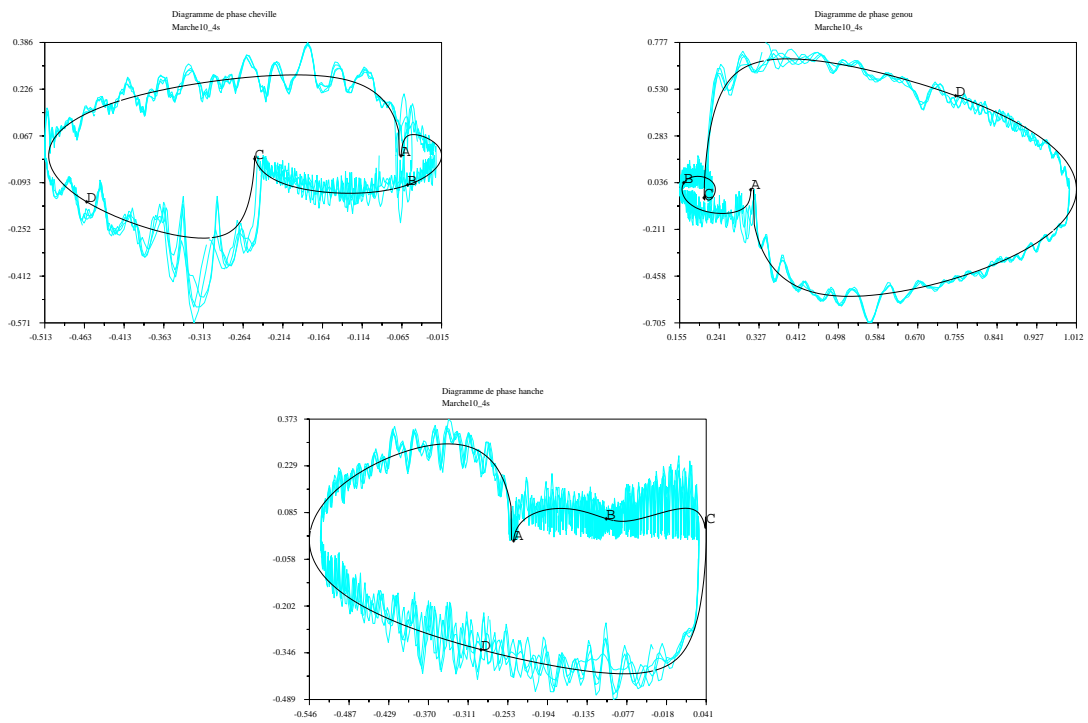 Diagramme de phase cheville
Marche10_4s
0.386
0.226
0.067
-0.093
-0.252
-0.412
-0.571
-0.513 -0.463 -0.413 -0.363 -0.313 -0.264 -0.214 -0.164 -0.114 -0.065 -0.015
A
B
C
D
Diagramme de phase genou
Marche10_4s
0.777
0.530
0.283
0.036
-0.211
-0.458
-0.705
0.155 0.241 0.327 0.412 0.498 0.584 0.670 0.755 0.841 0.927 1.012
D
B
A
C
Diagramme de phase hanche
Marche10_4s
0.373
0.229
0.085
-0.058
-0.202
-0.346
-0.489
-0.546 -0.487 -0.429 -0.370 -0.311 -0.253 -0.194 -0.135 -0.077 -0.018 0.041
B
C
A
D